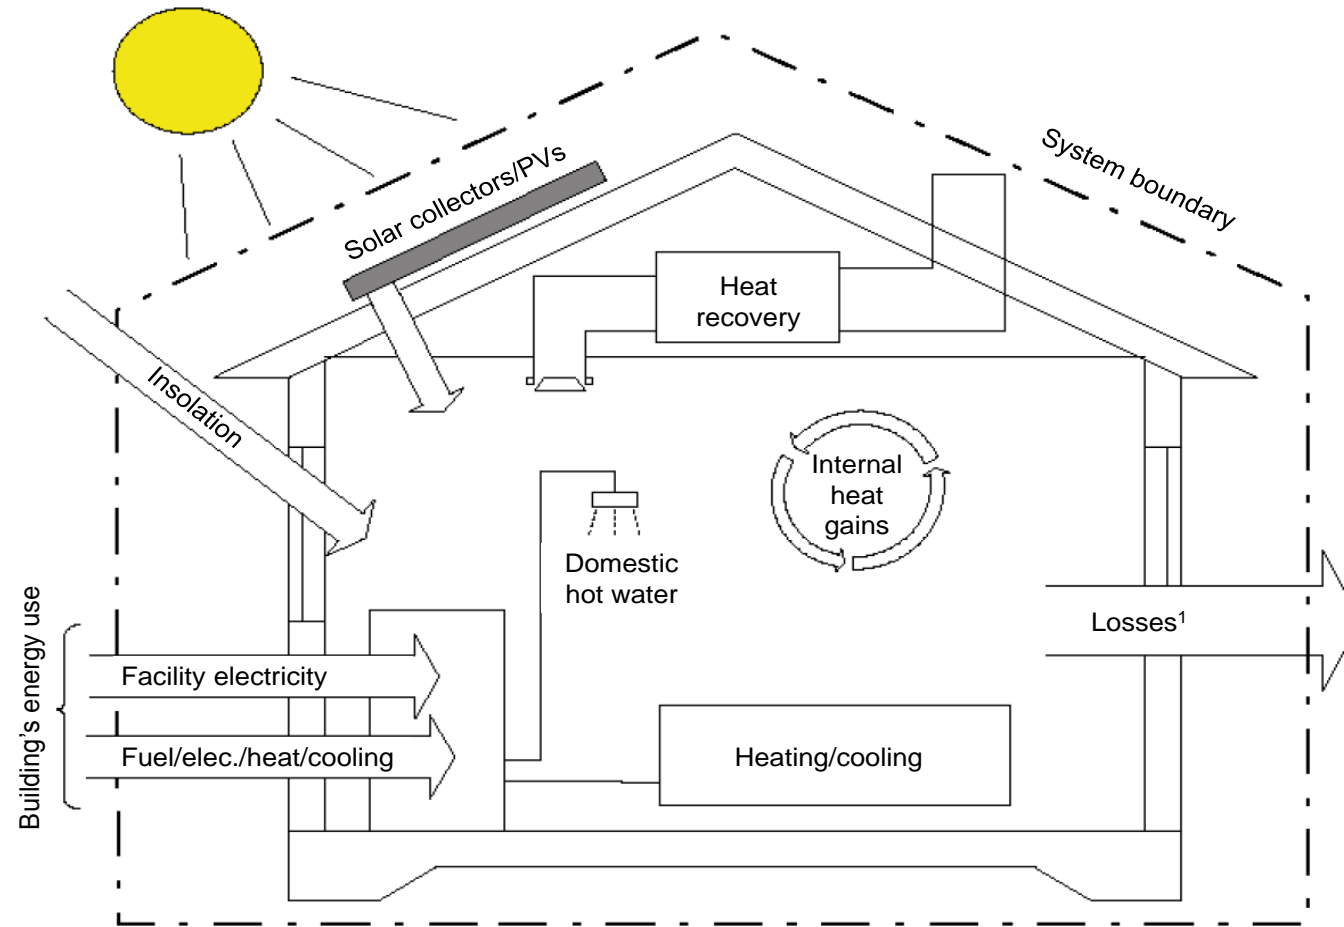 Solar collectors/PVs
System boundary
Heat
recovery
Insolation
Internal
heat
gains
Domestic
hot water
Losses¹
Building's energy use
Facility electricity
Fuel/elec./heat/cooling
Heating/cooling